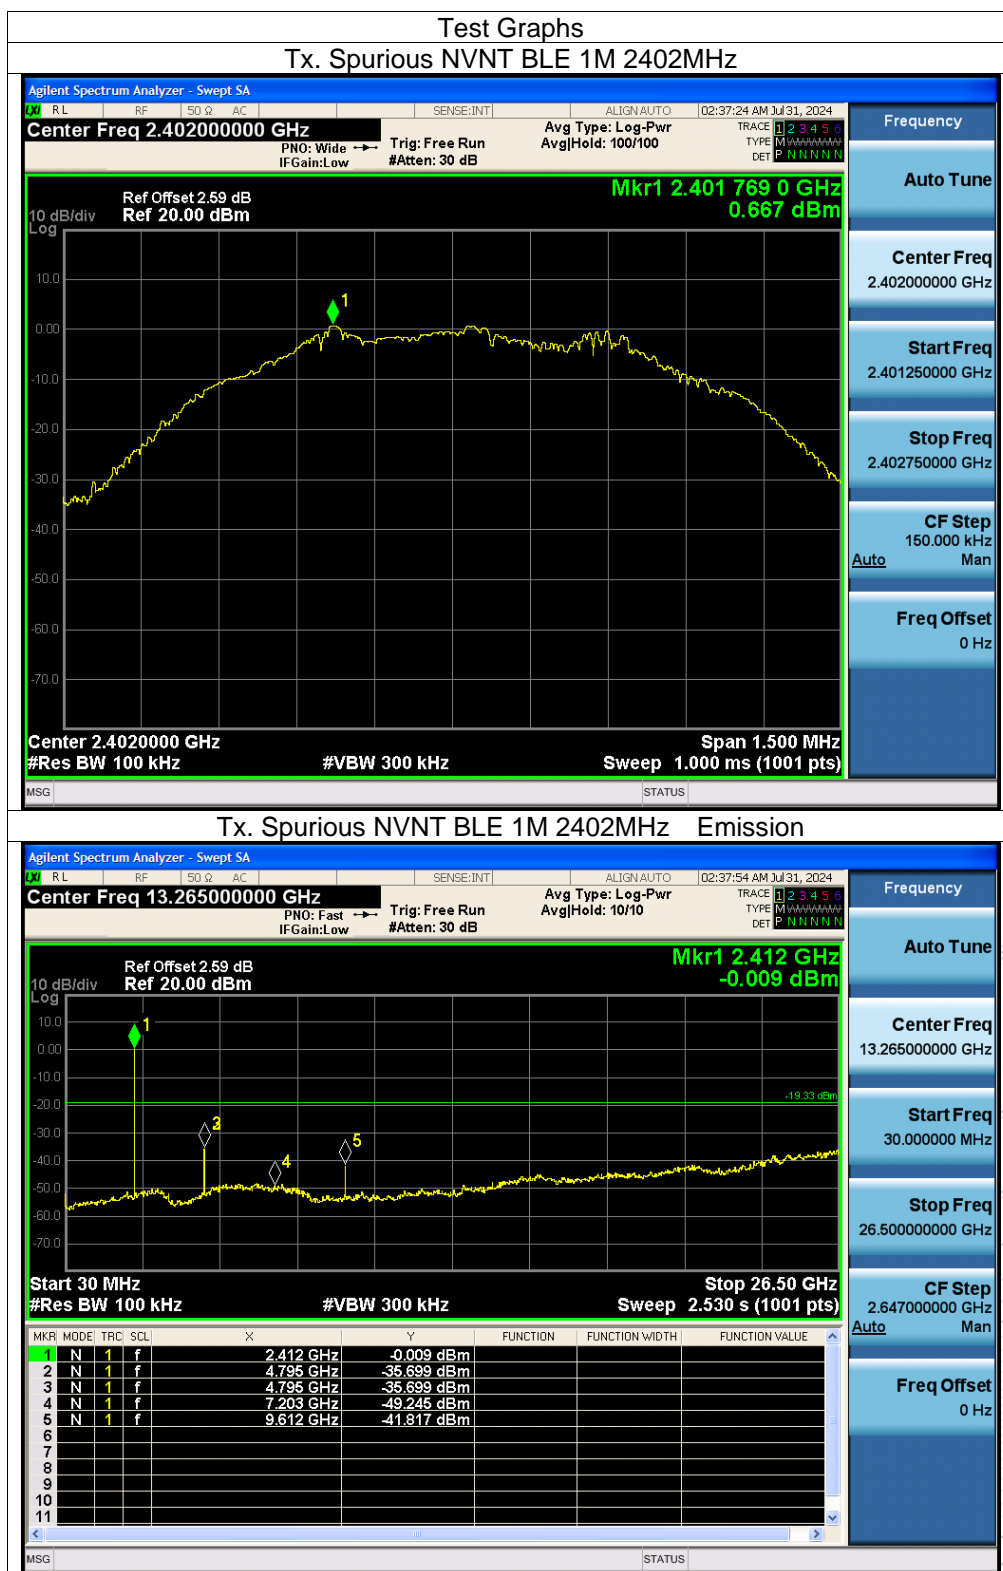 Test Graphs
Tx. Spurious NVNT BLE 1M 2402MHz
Agilent Spectrum Analyzer - Swept SA
LXI RL RF 50 Ω AC SENSE:INT ALIGN AUTO 02:37:24 AM Jul 31, 2024
Center Freq 2.402000000 GHz
PNO: Wide
IFGain:Low
Trig: Free Run
#Atten: 30 dB
Avg Type: Log-Pwr
Avg|Hold: 100/100
TRACE 1 2 3 4 5 6
TYPE M
DET P N N N N N
Frequency
Auto Tune
Center Freq
2.402000000 GHz
Start Freq
2.401250000 GHz
Stop Freq
2.402750000 GHz
CF Step
150.000 kHz
Auto Man
Freq Offset
0 Hz
Mkr1 2.401 769 0 GHz
0.667 dBm
Ref Offset 2.59 dB
10 dB/div Ref 20.00 dBm
Log
1
10.0
0.00
-10.0
-20.0
-30.0
-40.0
-50.0
-60.0
-70.0
Center 2.4020000 GHz Span 1.500 MHz
#Res BW 100 kHz #VBW 300 kHz Sweep 1.000 ms (1001 pts)
MSG STATUS
Tx. Spurious NVNT BLE 1M 2402MHz Emission
Agilent Spectrum Analyzer - Swept SA
LXI RL RF 50 Ω AC SENSE:INT ALIGN AUTO 02:37:54 AM Jul 31, 2024
Center Freq 13.265000000 GHz
PNO: Fast
IFGain:Low
Trig: Free Run
#Atten: 30 dB
Avg Type: Log-Pwr
Avg|Hold: 10/10
TRACE 1 2 3 4 5 6
TYPE M
DET P N N N N N
Frequency
Auto Tune
Center Freq
13.265000000 GHz
Start Freq
30.000000 MHz
Stop Freq
26.500000000 GHz
CF Step
2.647000000 GHz
Auto Man
Freq Offset
0 Hz
Mkr1 2.412 GHz
-0.009 dBm
Ref Offset 2.59 dB
10 dB/div Ref 20.00 dBm
Log
10.0
0.00
-10.0
-20.0
-30.0
-40.0
-50.0
-60.0
-70.0
1
-19.33 dBm
3
4
5
Start 30 MHz Stop 26.50 GHz
#Res BW 100 kHz #VBW 300 kHz Sweep 2.530 s (1001 pts)
MKR MODE TRC SCL X Y FUNCTION FUNCTION WIDTH FUNCTION VALUE
1 N 1 f 2.412 GHz -0.009 dBm
2 N 1 f 4.795 GHz -35.699 dBm
3 N 1 f 4.795 GHz -35.699 dBm
4 N 1 f 7.203 GHz -49.245 dBm
5 N 1 f 9.612 GHz -41.817 dBm
6
7
8
9
10
11
MSG STATUS